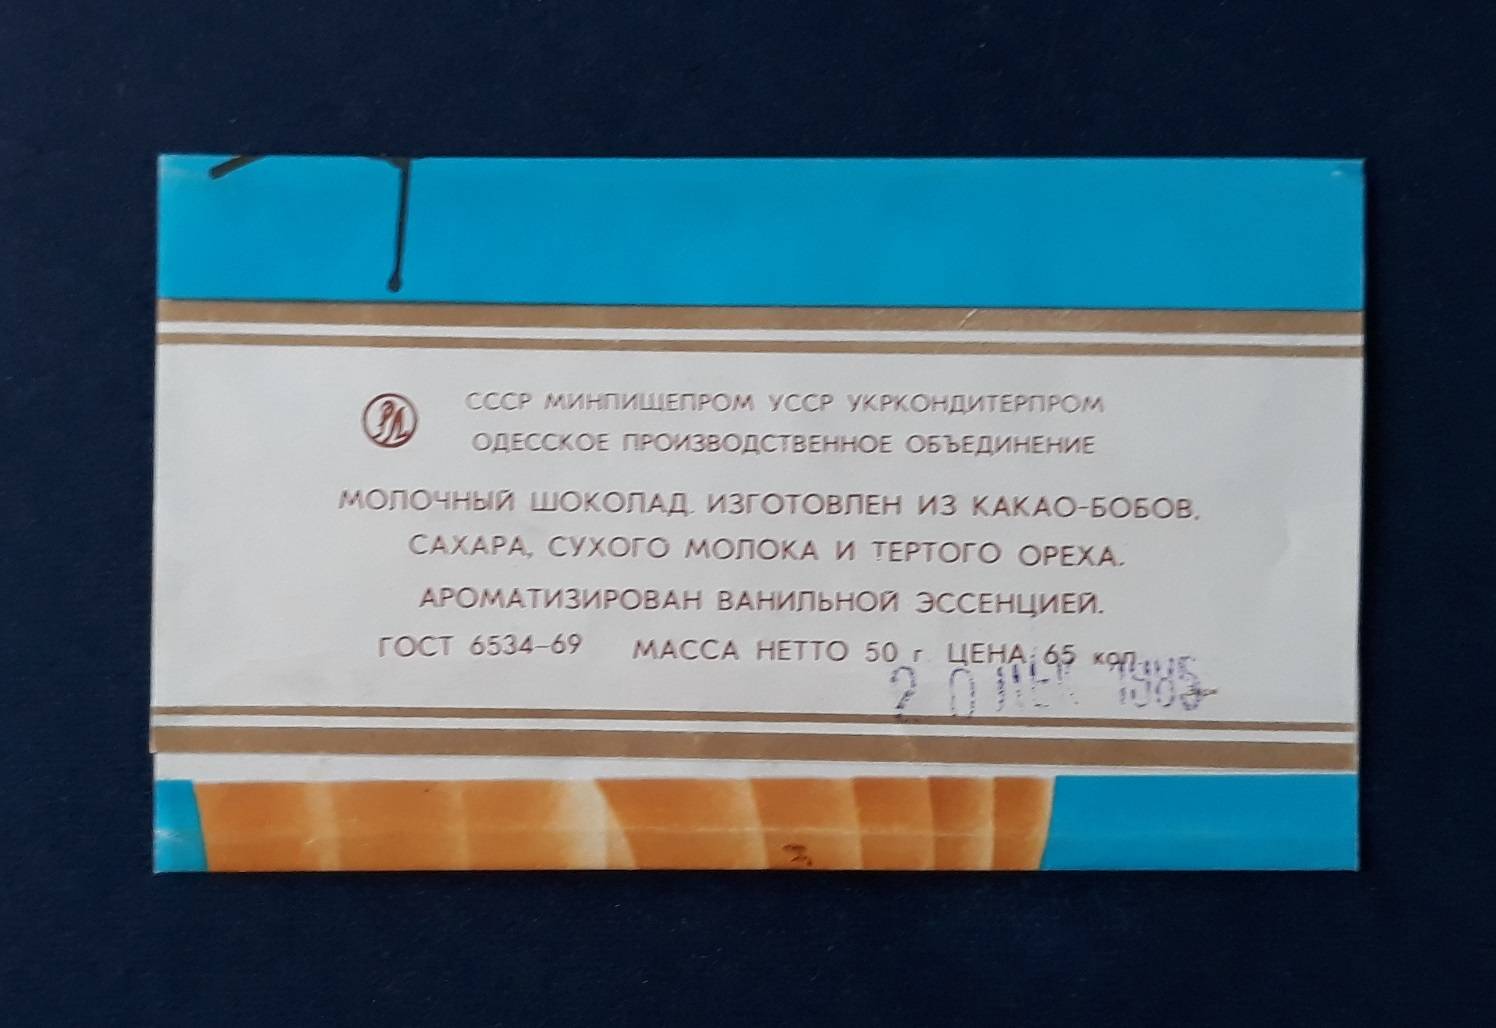 СССР МИНПИЩЕПРОМ УССР УКРКОНДИТЕРПРОМ
ОДЕССКОЕ ПРОИЗВОДСТВЕННОЕ ОБЪЕДИНЕНИЕ
МОЛОЧНЫЙ ШОКОЛАД. ИЗГОТОВЛЕН ИЗ КАКАО-БОБОВ,
САХАРА, СУХОГО МОЛОКА И ТЕРТОГО ОРЕХА.
АРОМАТИЗИРОВАН ВАНИЛЬНОЙ ЭССЕНЦИЕЙ.
ГОСТ 6534-69 МАССА НЕТТО 50 г ЦЕНА 65 коп.